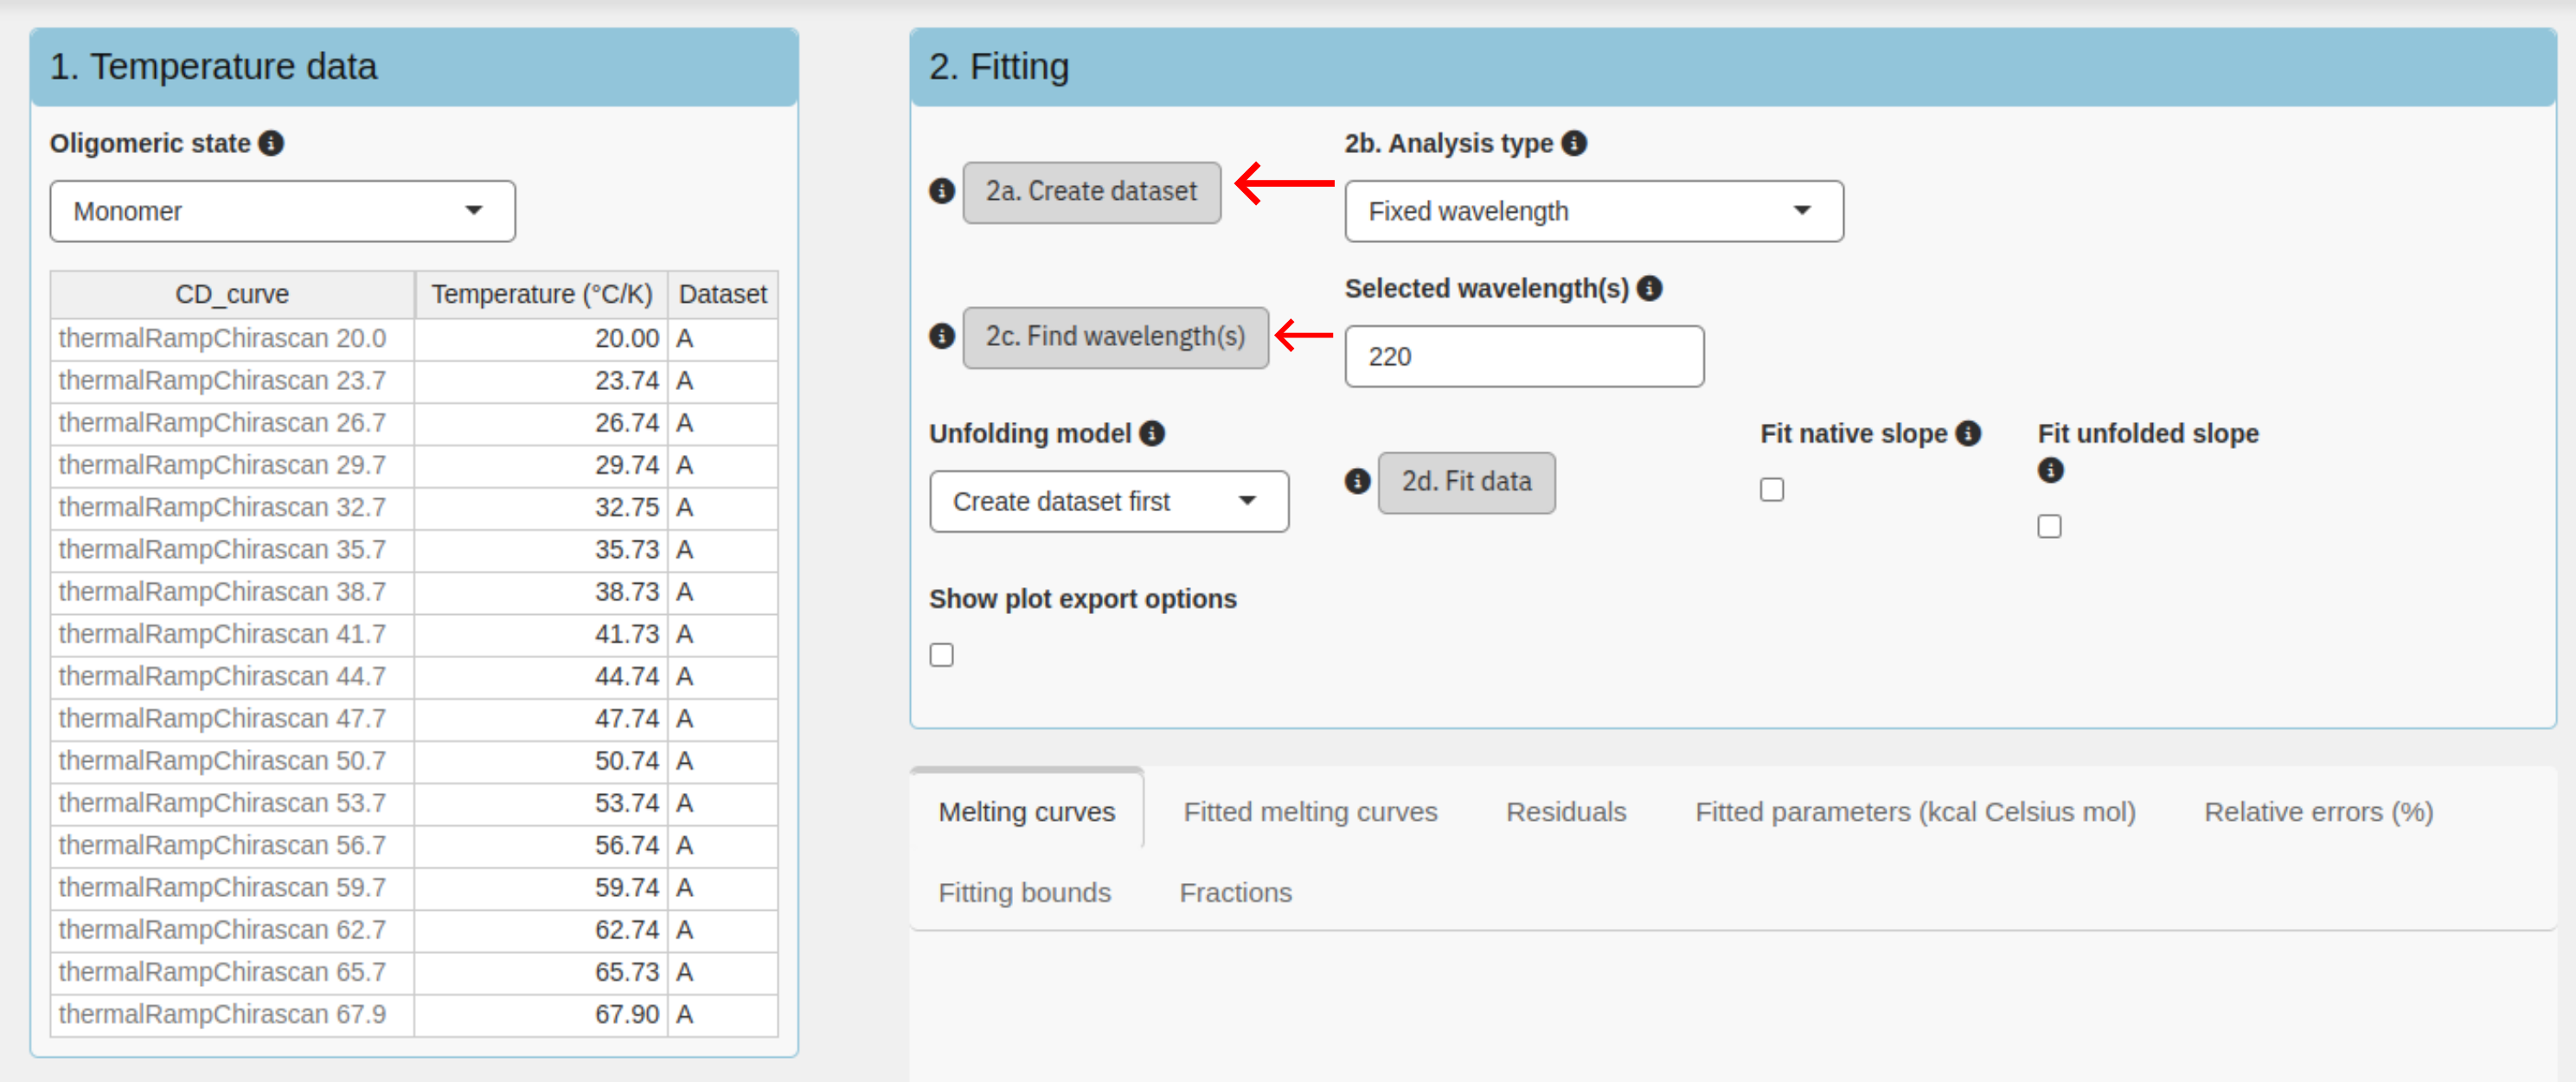 1. Temperature data
Oligomeric state
Monomer
CD_curve Temperature (°C/K) Dataset
thermalRampChirascan 20.0 20.00 A
thermalRampChirascan 23.7 23.74 A
thermalRampChirascan 26.7 26.74 A
thermalRampChirascan 29.7 29.74 A
thermalRampChirascan 32.7 32.75 A
thermalRampChirascan 35.7 35.73 A
thermalRampChirascan 38.7 38.73 A
thermalRampChirascan 41.7 41.73 A
thermalRampChirascan 44.7 44.74 A
thermalRampChirascan 47.7 47.74 A
thermalRampChirascan 50.7 50.74 A
thermalRampChirascan 53.7 53.74 A
thermalRampChirascan 56.7 56.74 A
thermalRampChirascan 59.7 59.74 A
thermalRampChirascan 62.7 62.74 A
thermalRampChirascan 65.7 65.73 A
thermalRampChirascan 67.9 67.90 A
2. Fitting
2a. Create dataset
2b. Analysis type
Fixed wavelength
2c. Find wavelength(s)
Selected wavelength(s)
220
Unfolding model
Create dataset first
2d. Fit data
Fit native slope
Fit unfolded slope
Show plot export options
Melting curves Fitted melting curves Residuals Fitted parameters (kcal Celsius mol) Relative errors (%)
Fitting bounds Fractions